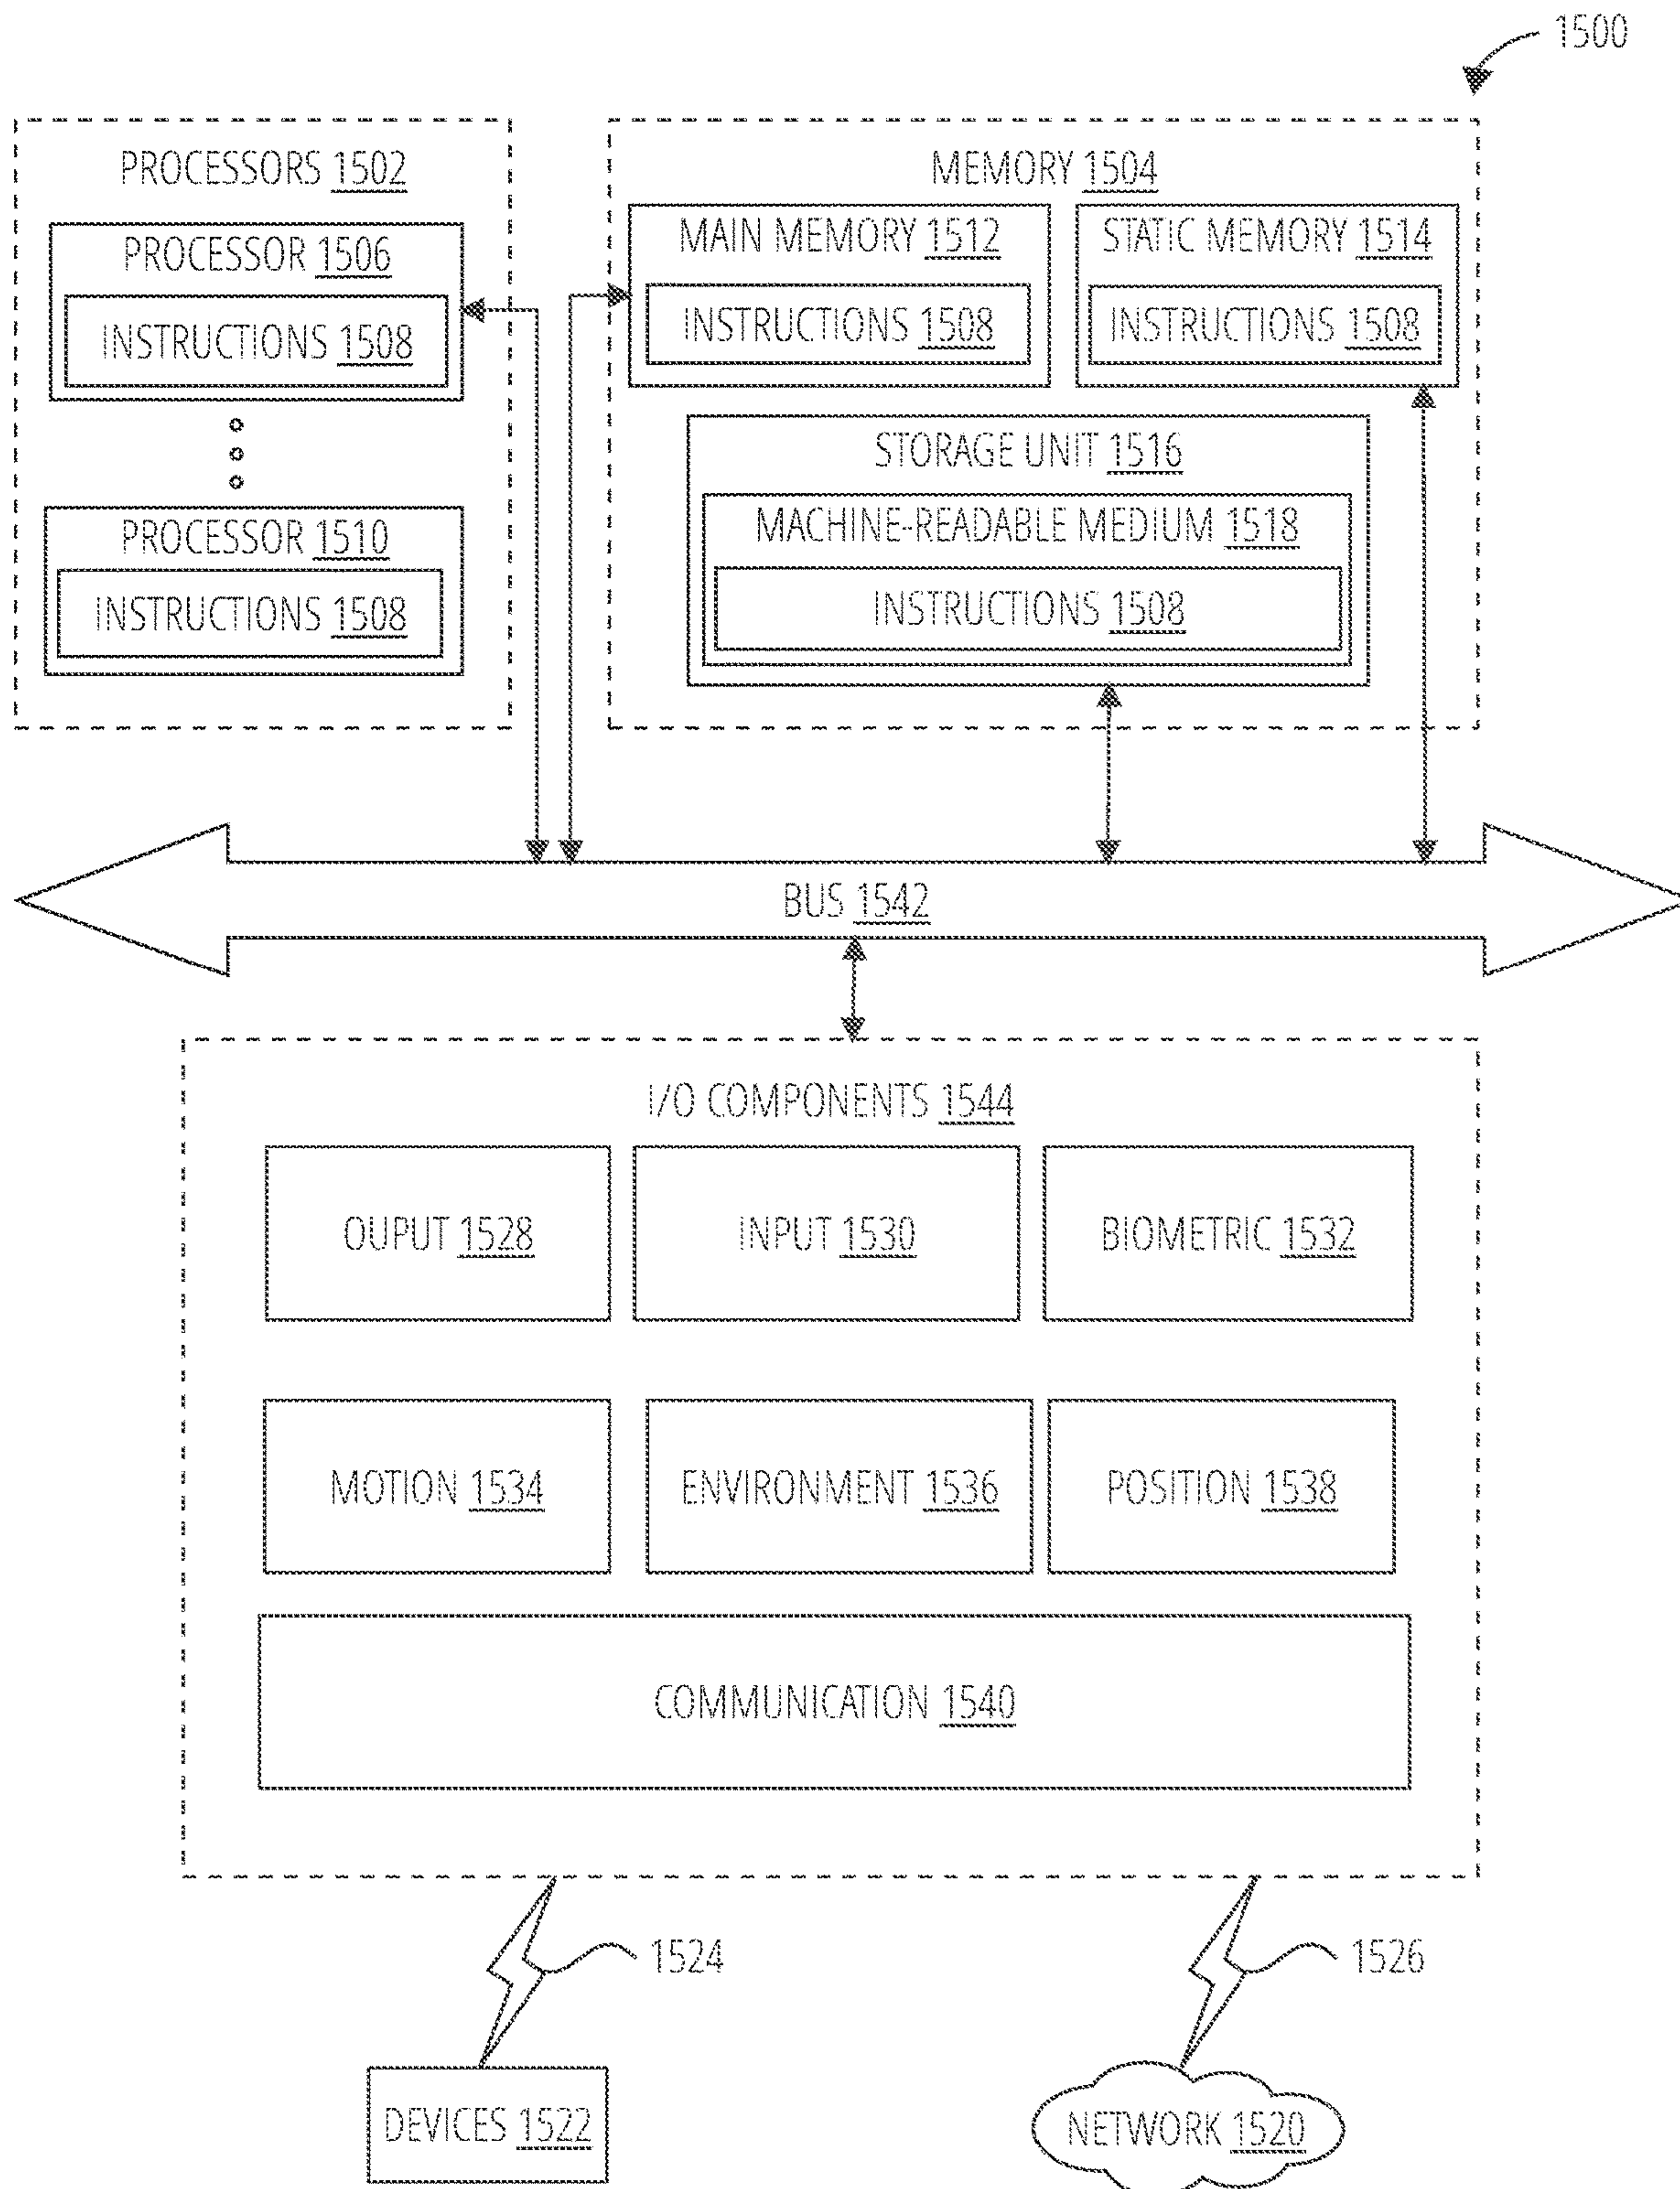 1500
PROCESSORS 1502
PROCESSOR 1506
INSTRUCTIONS 1508
PROCESSOR 1510
INSTRUCTIONS 1508
MEMORY 1504
MAIN MEMORY 1512
INSTRUCTIONS 1508
STATIC MEMORY 1514
INSTRUCTIONS 1508
STORAGE UNIT 1516
MACHINE-READABLE MEDIUM 1518
INSTRUCTIONS 1508
BUS 1542
I/O COMPONENTS 1544
OUPUT 1528
INPUT 1530
BIOMETRIC 1532
MOTION 1534
ENVIRONMENT 1536
POSITION 1538
COMMUNICATION 1540
1524
1526
DEVICES 1522
NETWORK 1520